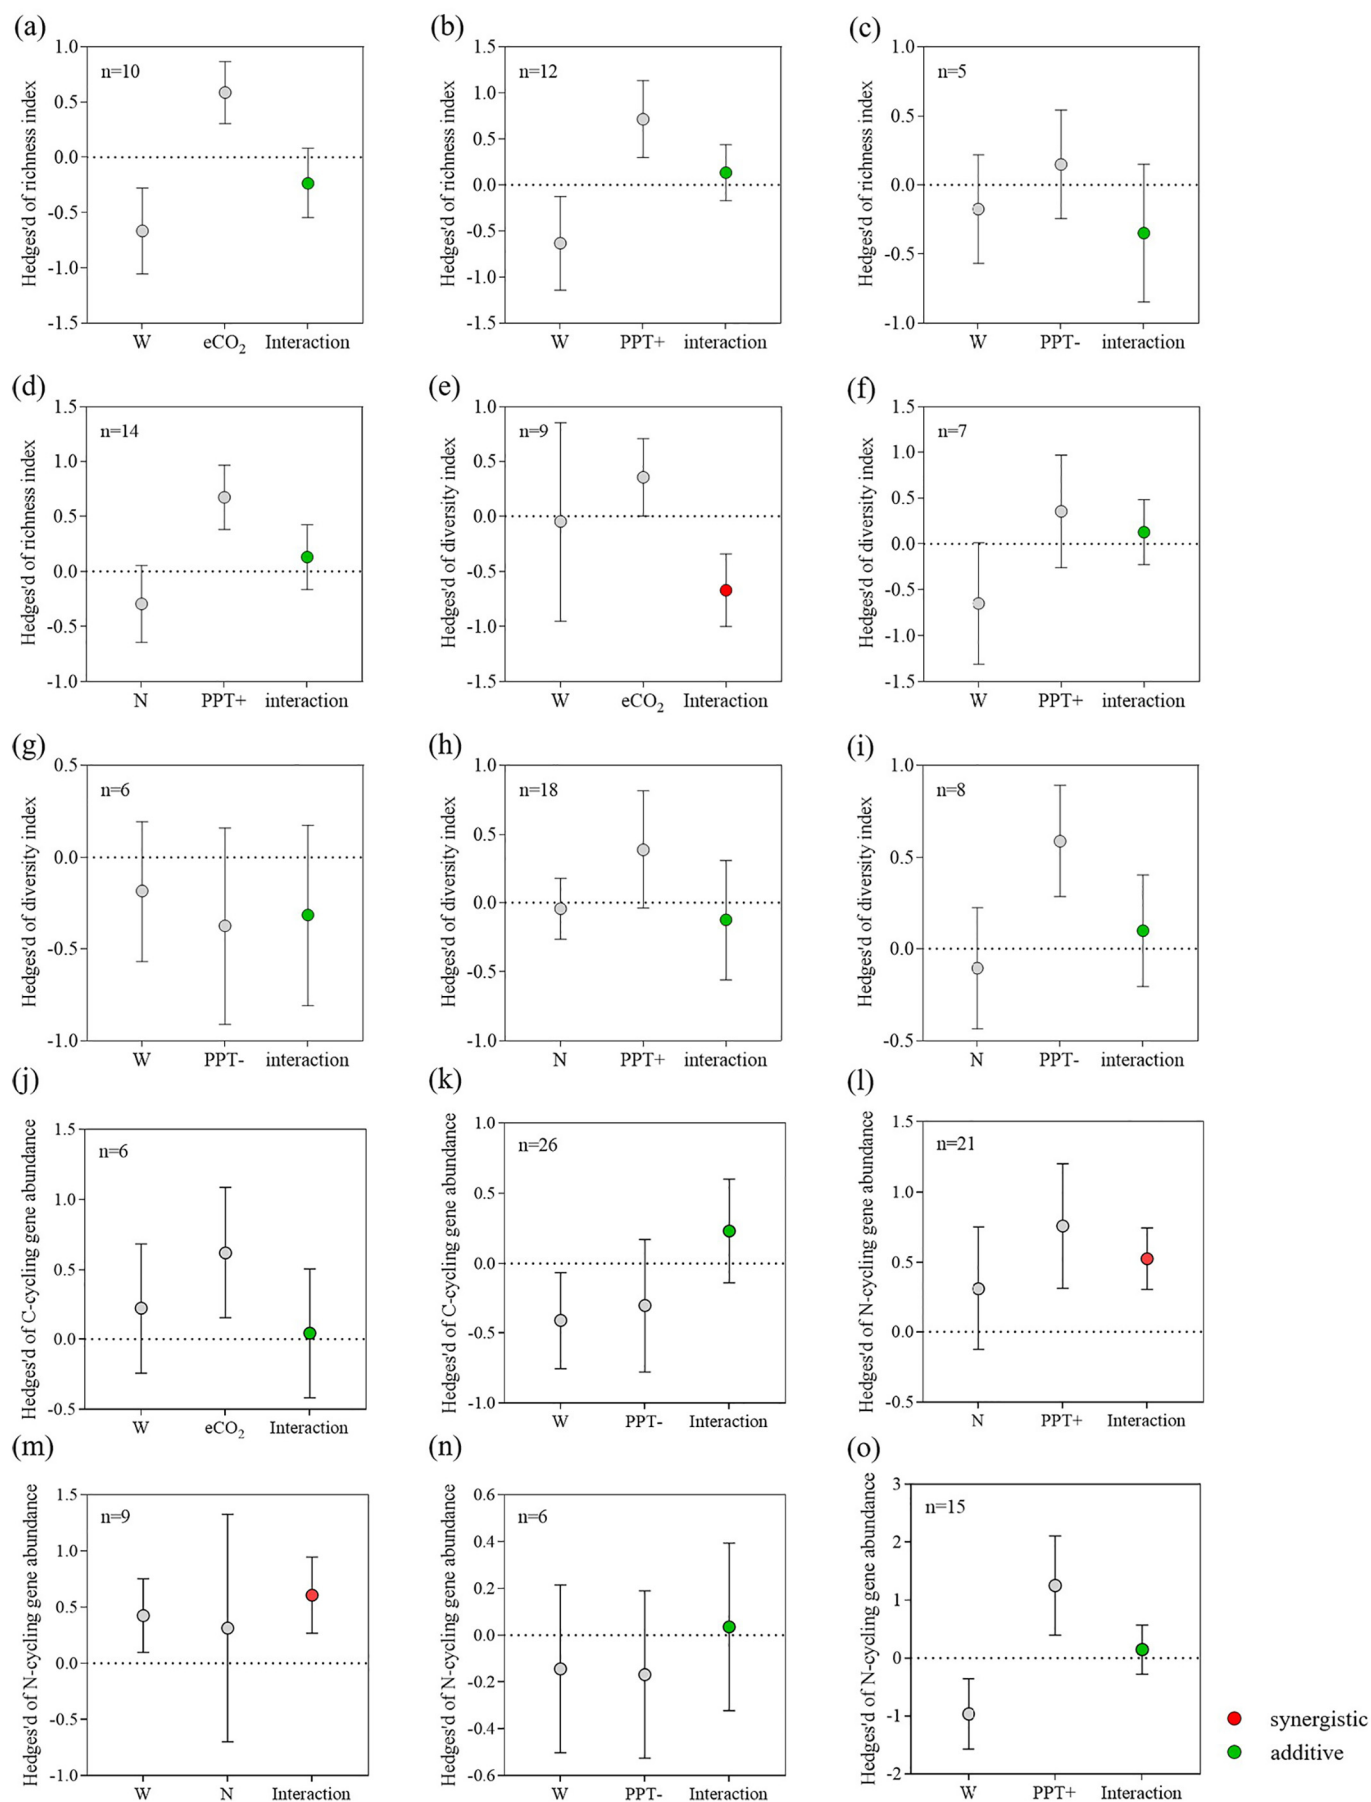 (a)
Hedges'd of richness index
1.0
0.5
0.0
-0.5
-1.0
-1.5
n=10
W eCO2 Interaction
(b)
Hedges'd of richness index
1.5
1.0
0.5
0.0
-0.5
-1.0
-1.5
n=12
W PPT+ interaction
(c)
Hedges'd of richness index
1.0
0.5
0.0
-0.5
-1.0
n=5
W PPT- interaction
(d)
Hedges'd of richness index
1.5
1.0
0.5
0.0
-0.5
-1.0
n=14
N PPT+ interaction
(e)
Hedges'd of diversity index
1.0
0.5
0.0
-0.5
-1.0
-1.5
n=9
W eCO2 Interaction
(f)
Hedges'd of diversity index
1.5
1.0
0.5
0.0
-0.5
-1.0
-1.5
n=7
W PPT+ interaction
(g)
Hedges'd of diversity index
0.5
0.0
-0.5
-1.0
n=6
W PPT- interaction
(h)
Hedges'd of diversity index
1.0
0.5
0.0
-0.5
-1.0
n=18
N PPT+ interaction
(i)
Hedges'd of diversity index
1.0
0.5
0.0
-0.5
n=8
N PPT- interaction
(j)
Hedges'd of C-cycling gene abundance
1.5
1.0
0.5
0.0
-0.5
n=6
W eCO2 Interaction
(k)
Hedges'd of C-cycling gene abundance
1.0
0.5
0.0
-0.5
-1.0
n=26
W PPT- Interaction
(l)
Hedges'd of N-cycling gene abundance
1.5
1.0
0.5
0.0
-0.5
n=21
N PPT+ Interaction
(m)
Hedges'd of N-cycling gene abundance
1.5
1.0
0.5
0.0
-0.5
-1.0
n=9
W N Interaction
(n)
Hedges'd of N-cycling gene abundance
0.6
0.4
0.2
0.0
-0.2
-0.4
-0.6
n=6
W PPT- Interaction
(o)
Hedges'd of N-cycling gene abundance
3
2
1
0
-1
-2
n=15
W PPT+ Interaction
synergistic
additive